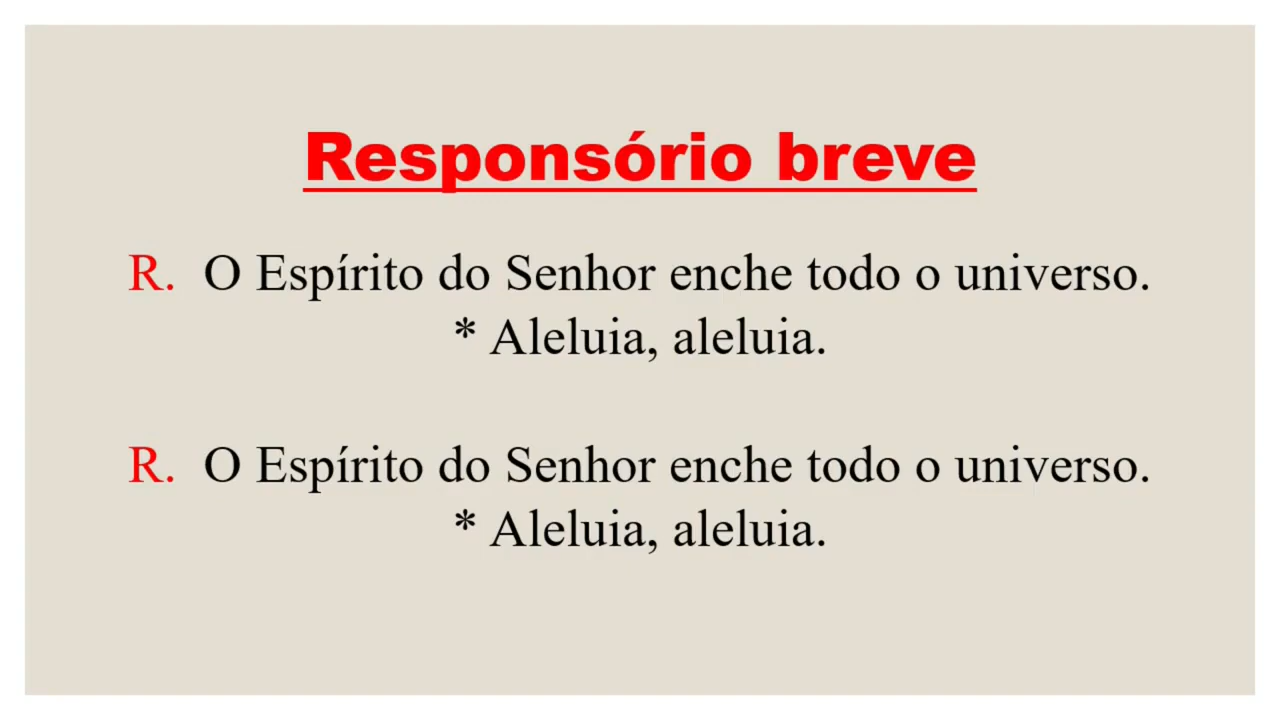 Responsório breve
R. O Espírito do Senhor enche todo o universo.
* Aleluia, aleluia.
R. O Espírito do Senhor enche todo o universo.
* Aleluia, aleluia.